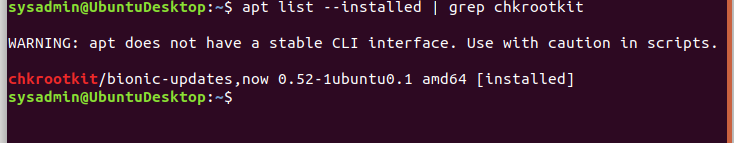 sysadmin@UbuntuDesktop:~$ apt list --installed | grep chkrootkit
WARNING: apt does not have a stable CLI interface. Use with caution in scripts.
chkrootkit/bionic-updates,now 0.52-1ubuntu0.1 amd64 [installed]
sysadmin@UbuntuDesktop:~$